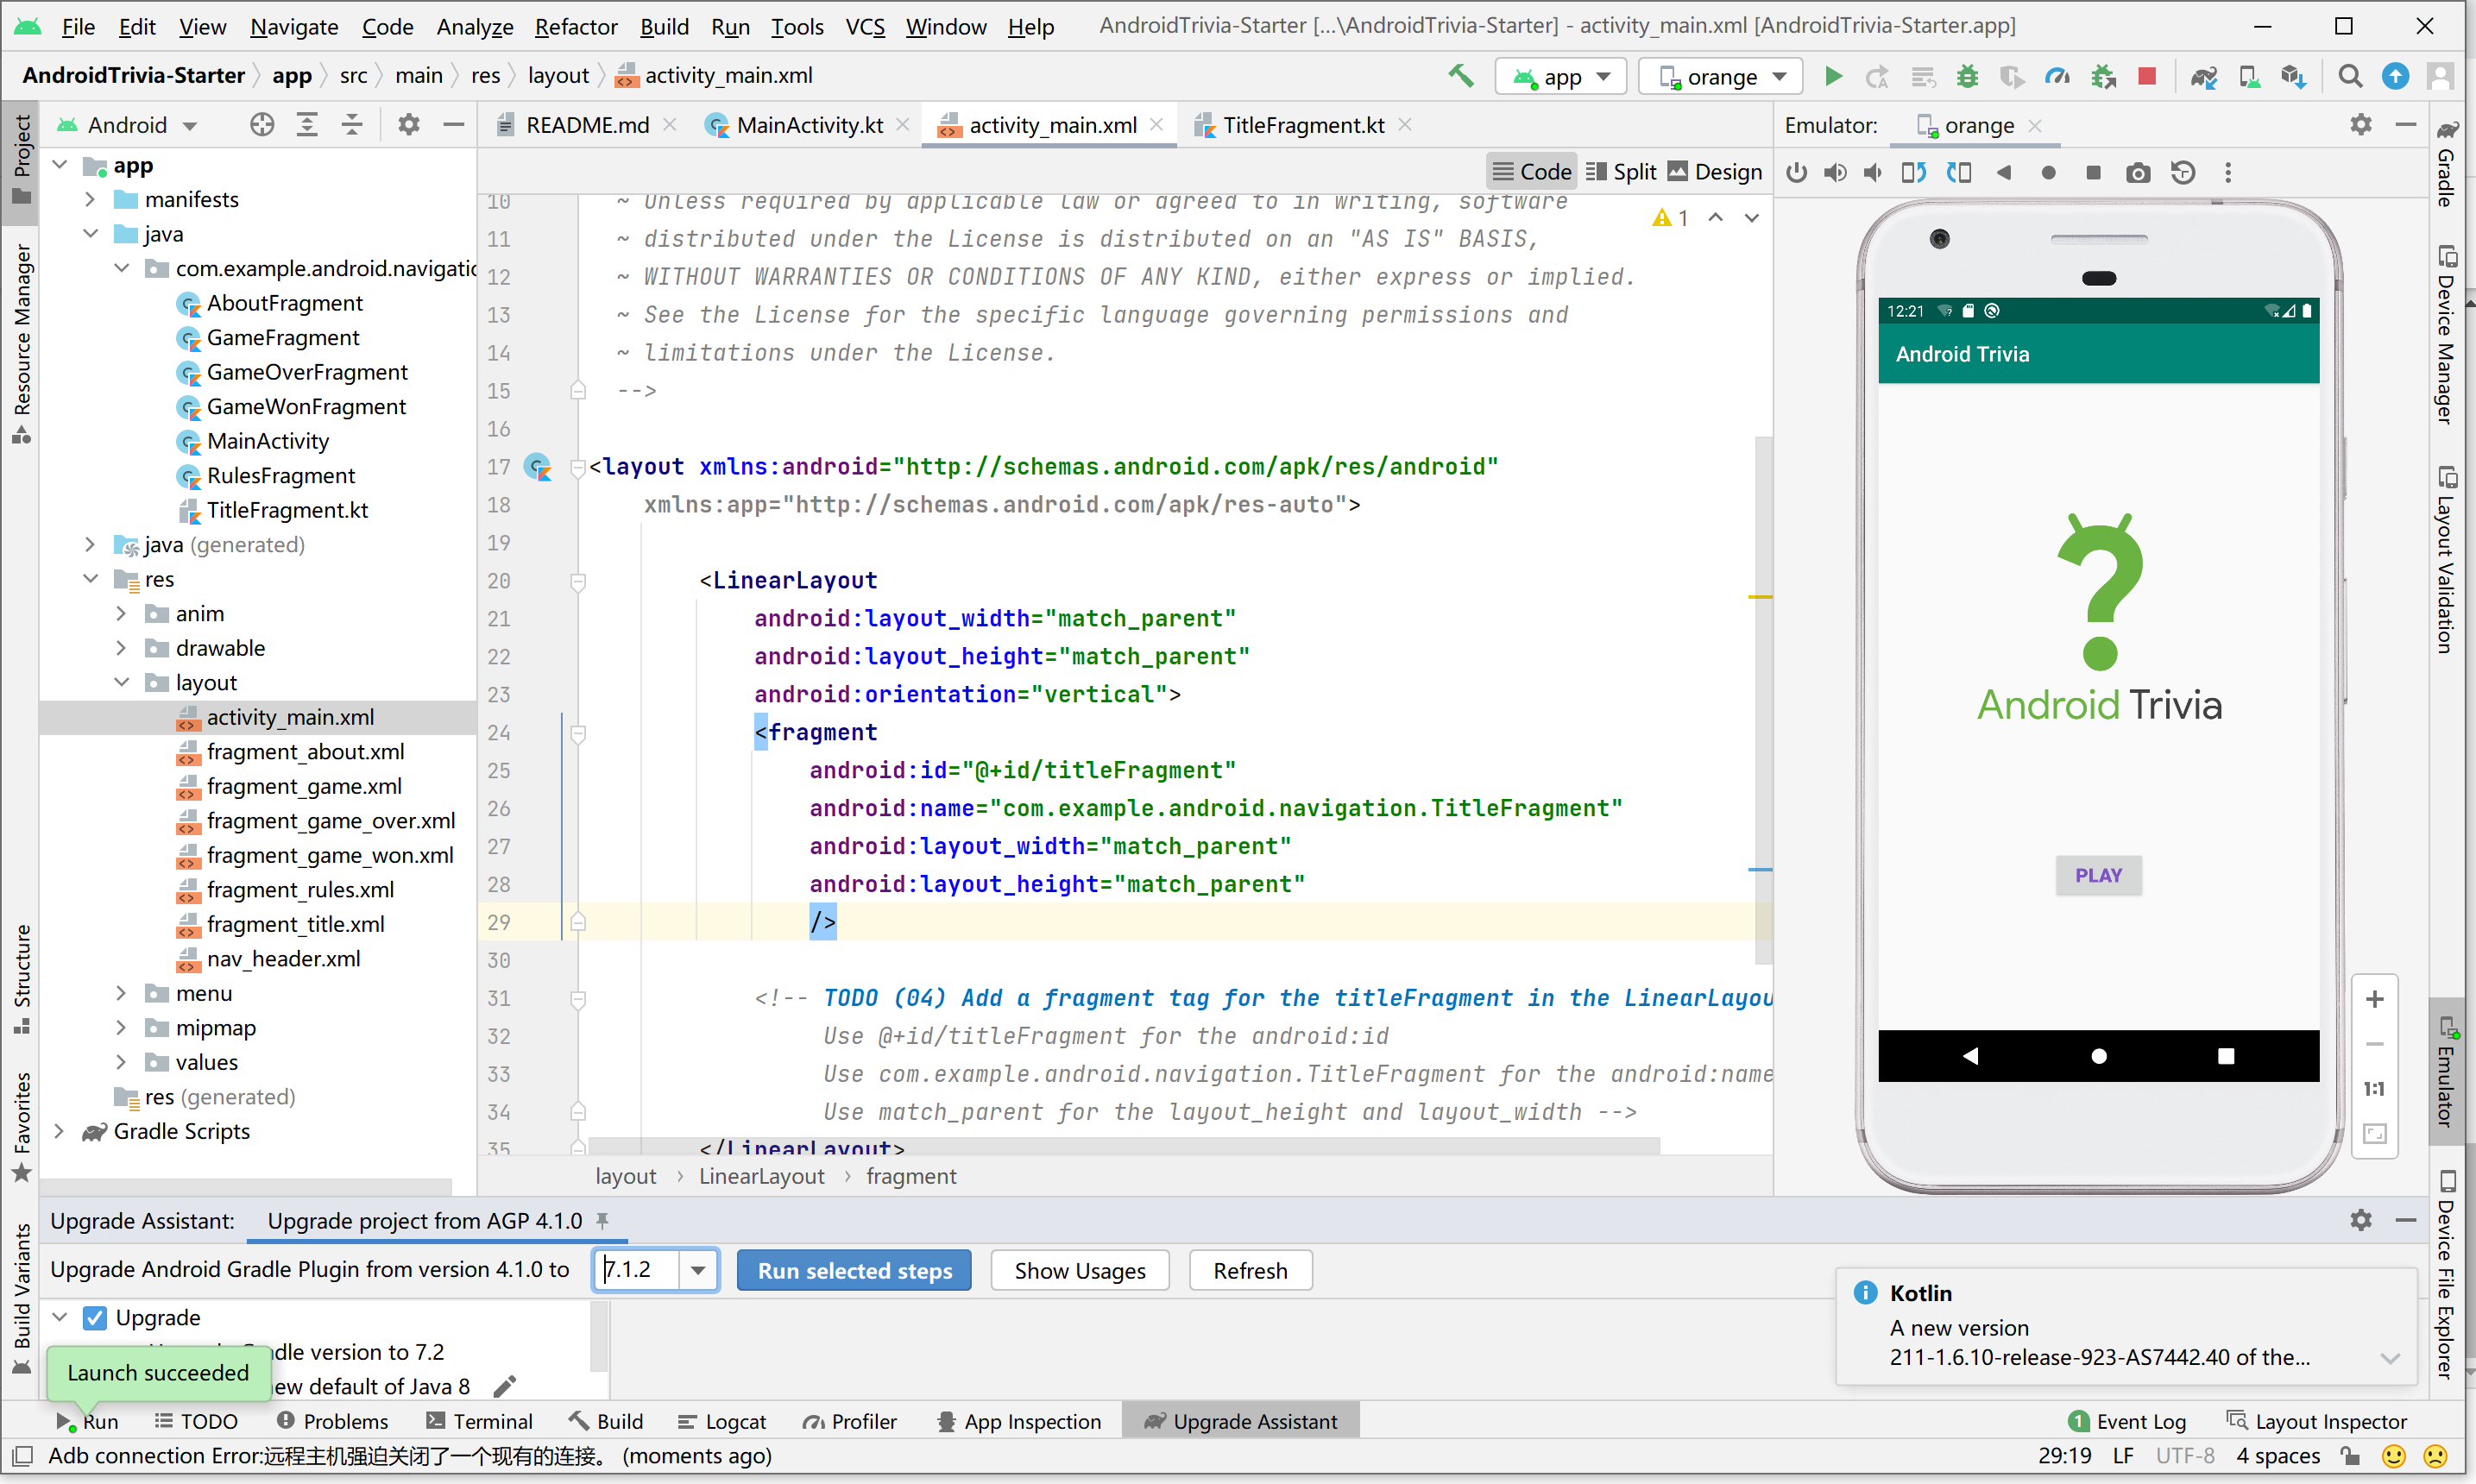 File Edit View Navigate Code Analyze Refactor Build Run Tools VCS Window Help AndroidTrivia-Starter [...\AndroidTrivia-Starter] - activity_main.xml [AndroidTrivia-Starter.app]
AndroidTrivia-Starter app src main res layout activity_main.xml app orange
Project
Resource Manager
Structure
Favorites
Build Variants
Android
app
manifests
java
com.example.android.navigatio
AboutFragment
GameFragment
GameOverFragment
GameWonFragment
MainActivity
RulesFragment
TitleFragment.kt
java (generated)
res
anim
drawable
layout
activity_main.xml
fragment_about.xml
fragment_game.xml
fragment_game_over.xml
fragment_game_won.xml
fragment_rules.xml
fragment_title.xml
nav_header.xml
menu
mipmap
values
res (generated)
Gradle Scripts
README.md MainActivity.kt activity_main.xml TitleFragment.kt
Code Split Design
1
10 ~ Unless required by applicable law or agreed to in writing, software
11 ~ distributed under the License is distributed on an "AS IS" BASIS,
12 ~ WITHOUT WARRANTIES OR CONDITIONS OF ANY KIND, either express or implied.
13 ~ See the License for the specific language governing permissions and
14 ~ limitations under the License.
15 -->
16
17 <layout xmlns:android="http://schemas.android.com/apk/res/android"
18 xmlns:app="http://schemas.android.com/apk/res-auto">
19
20 <LinearLayout
21 android:layout_width="match_parent"
22 android:layout_height="match_parent"
23 android:orientation="vertical">
24 <fragment
25 android:id="@+id/titleFragment"
26 android:name="com.example.android.navigation.TitleFragment"
27 android:layout_width="match_parent"
28 android:layout_height="match_parent"
29 />
30
31 <!-- TODO (04) Add a fragment tag for the titleFragment in the LinearLayou
32 Use @+id/titleFragment for the android:id
33 Use com.example.android.navigation.TitleFragment for the android:name
34 Use match_parent for the layout_height and layout_width -->
35 </LinearLayout>
layout › LinearLayout › fragment
Emulator: orange
12:21
Android Trivia
Android Trivia
PLAY
1:1
Gradle
Device Manager
Layout Validation
Emulator
Device File Explorer
Upgrade Assistant: Upgrade project from AGP 4.1.0
Upgrade Android Gradle Plugin from version 4.1.0 to 7.1.2 Run selected steps Show Usages Refresh
Upgrade
dle version to 7.2
ew default of Java 8
Launch succeeded
Kotlin
A new version
211-1.6.10-release-923-AS7442.40 of the...
Run TODO Problems Terminal Build Logcat Profiler App Inspection Upgrade Assistant 1 Event Log Layout Inspector
Adb connection Error:远程主机强迫关闭了一个现有的连接。 (moments ago) 29:19 LF UTF-8 4 spaces